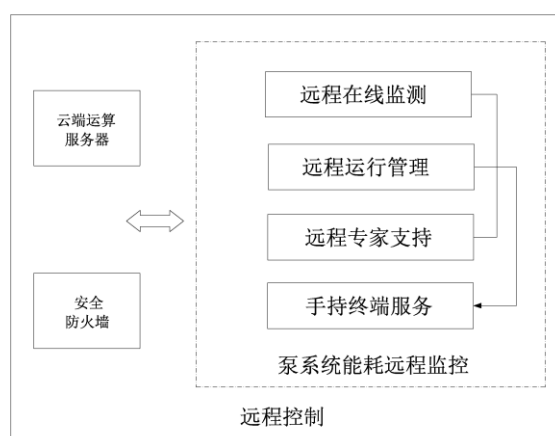 云端运算
服务器
安全
防火墙
远程在线监测
远程运行管理
远程专家支持
手持终端服务
泵系统能耗远程监控
远程控制